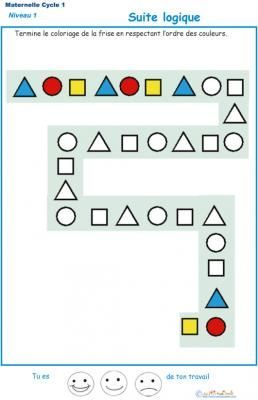 Maternelle Cycle 1
Niveau 1
Suite logique
Termine le coloriage de la frise en respectant l'ordre des couleurs.
Tu es
de ton travail